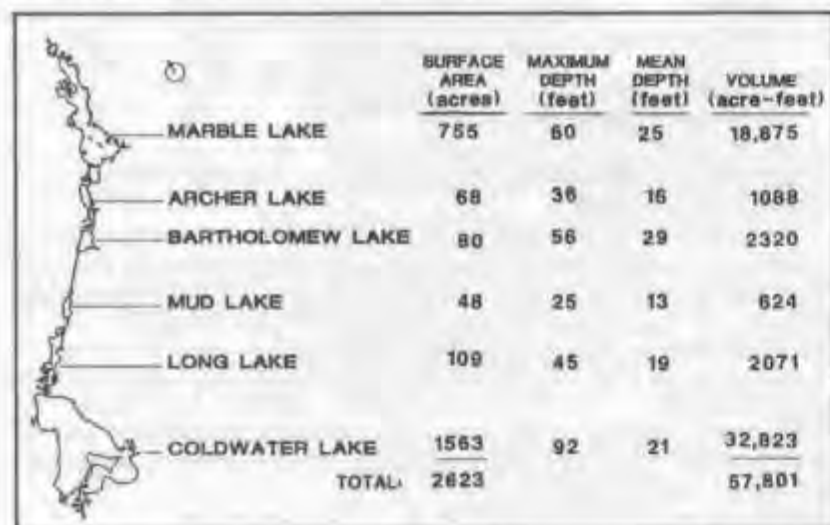 SURFACE AREA (acres) MAXIMUM DEPTH (feet) MEAN DEPTH (feet) VOLUME (acre-feet)
MARBLE LAKE 755 60 25 18,875
ARCHER LAKE 68 36 16 1088
BARTHOLOMEW LAKE 80 56 29 2320
MUD LAKE 48 25 13 624
LONG LAKE 109 45 19 2071
COLDWATER LAKE 1563 92 21 32,823
TOTAL: 2623 57,801